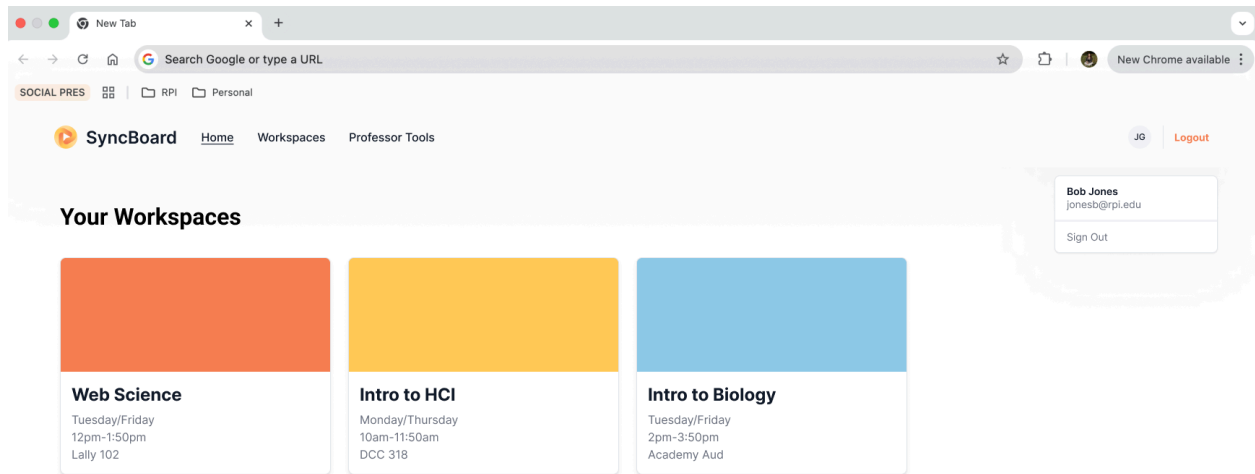 New Tab
Search Google or type a URL
New Chrome available
SOCIAL PRES RPI Personal
SyncBoard Home Workspaces Professor Tools JG Logout
Bob Jones
jonesb@rpi.edu
Sign Out
Your Workspaces
Web Science
Tuesday/Friday
12pm-1:50pm
Lally 102
Intro to HCI
Monday/Thursday
10am-11:50am
DCC 318
Intro to Biology
Tuesday/Friday
2pm-3:50pm
Academy Aud